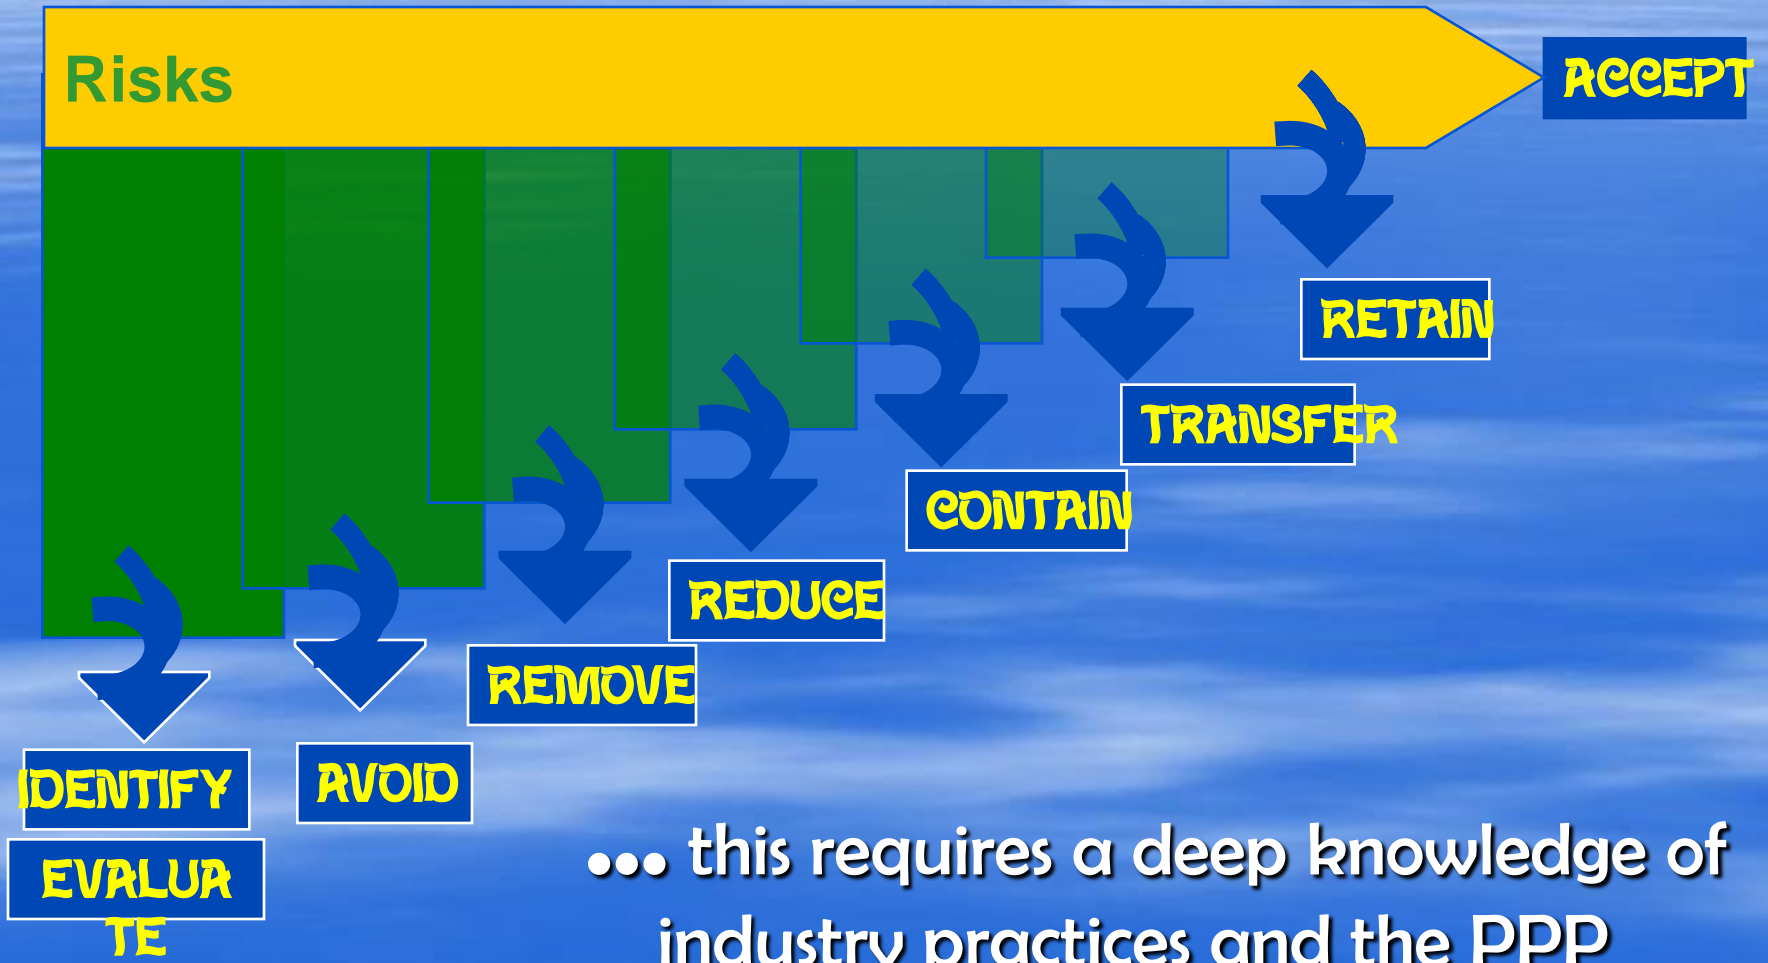 Risks
ACCEPT
RETAIN
TRANSFER
CONTAIN
REDUCE
REMOVE
AVOID
IDENTIFY
EVALUA
TE
... this requires a deep knowledge of
industry practices and the PPP